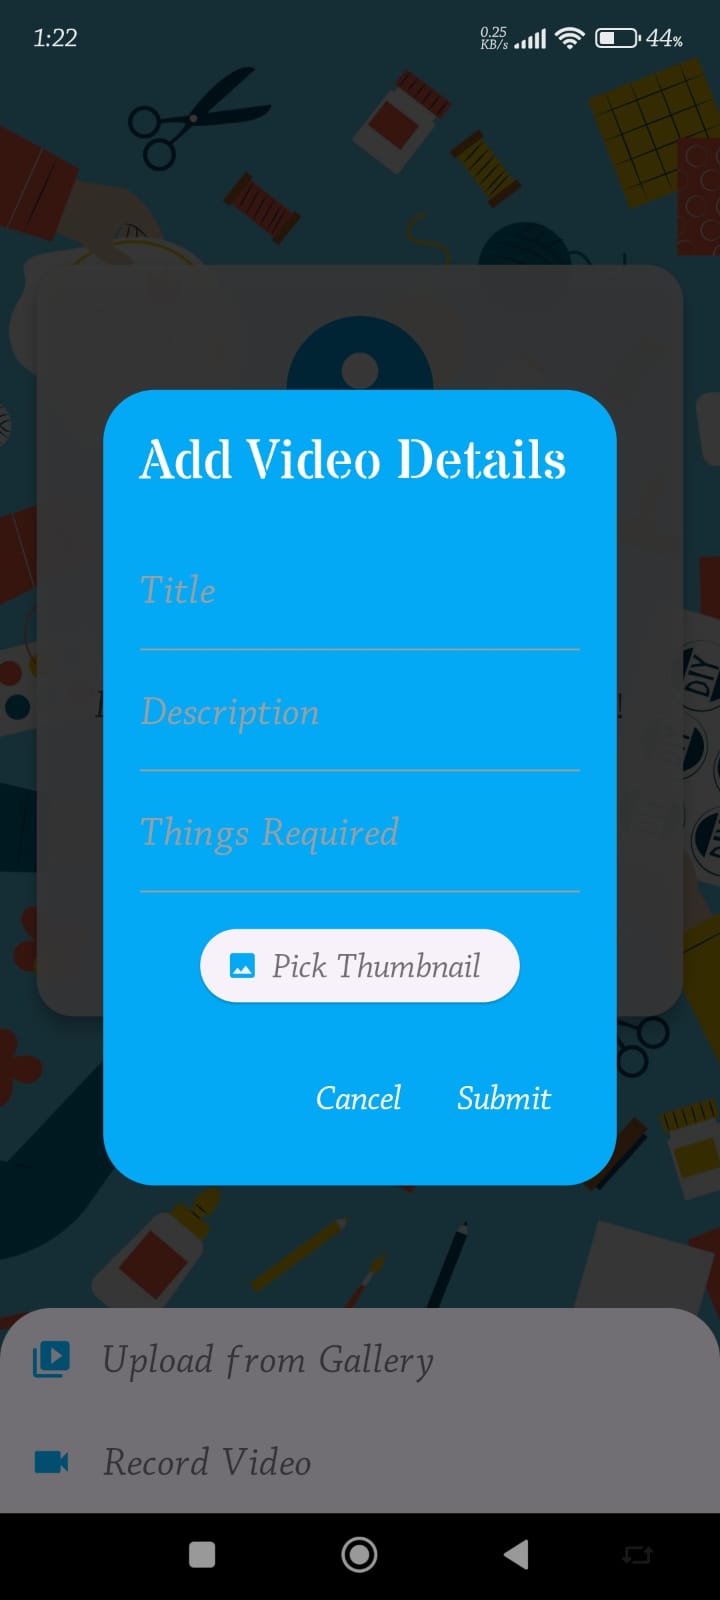 1:22
0.25
KB/s
44%
Add Video Details
Title
Description
!
Things Required
Pick Thumbnail
Cancel Submit
Upload from Gallery
Record Video
DIY